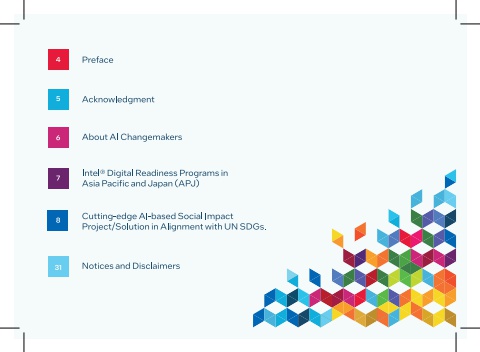 4 Preface
5 Acknowledgment
6 About AI Changemakers
7 Intel® Digital Readiness Programs in
Asia Pacific and Japan (APJ)
8 Cutting-edge AI-based Social Impact
Project/Solution in Alignment with UN SDGs.
31 Notices and Disclaimers